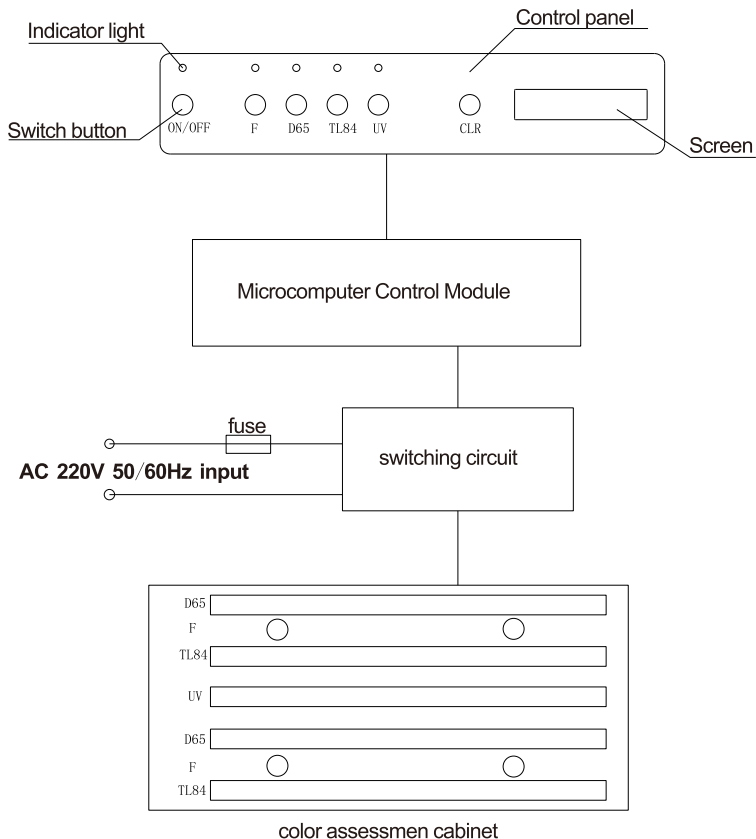 Indicator light
Control panel
Switch button
ON/OFF
F
D65
TL84
UV
CLR
Screen
Microcomputer Control Module
fuse
AC 220V 50/60Hz input
switching circuit
D65
F
TL84
UV
D65
F
TL84
color assessmen cabinet